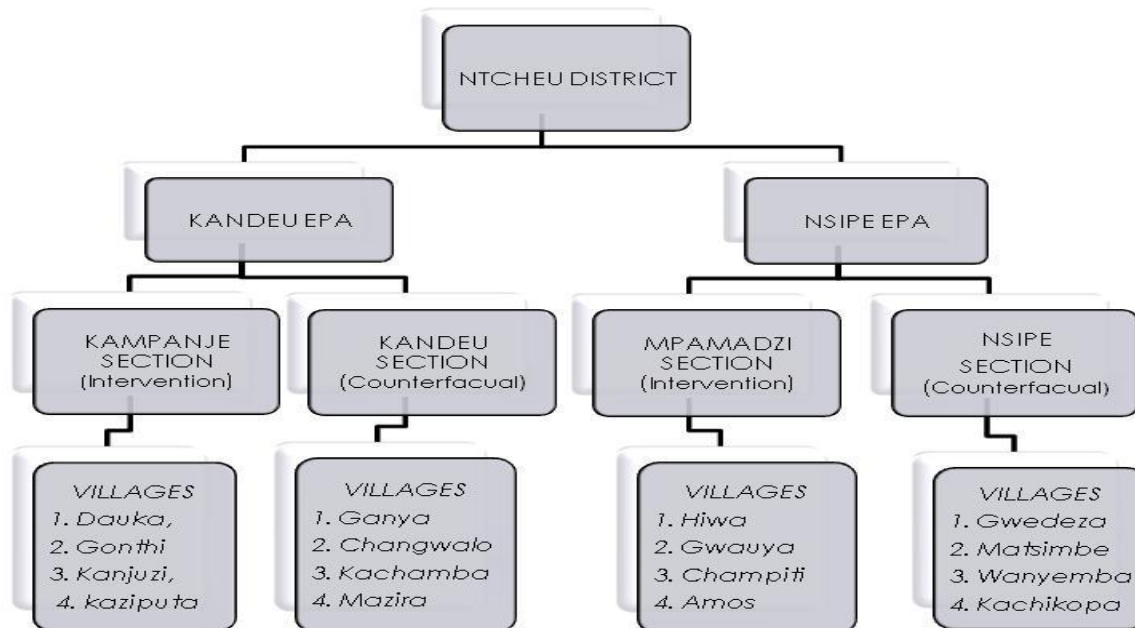 NTCHEU DISTRICT
KANDEU EPA
NSIPE EPA
KAMPANJE
SECTION
(Intervention)
KANDEU
SECTION
(Counterfacual)
MPAMADZI
SECTION
(Intervention)
NSIPE
SECTION
(Counterfacual)
VILLAGES
1. Dauka,
2. Gonthi
3. Kanjuzi,
4. kaziputa
VILLAGES
1. Ganya
2. Changwalo
3. Kachamba
4. Mazira
VILLAGES
1. Hiwa
2. Gwauya
3. Champiti
4. Amos
VILLAGES
1. Gwedeza
2. Matsimbe
3. Wanyemba
4. Kachikopa